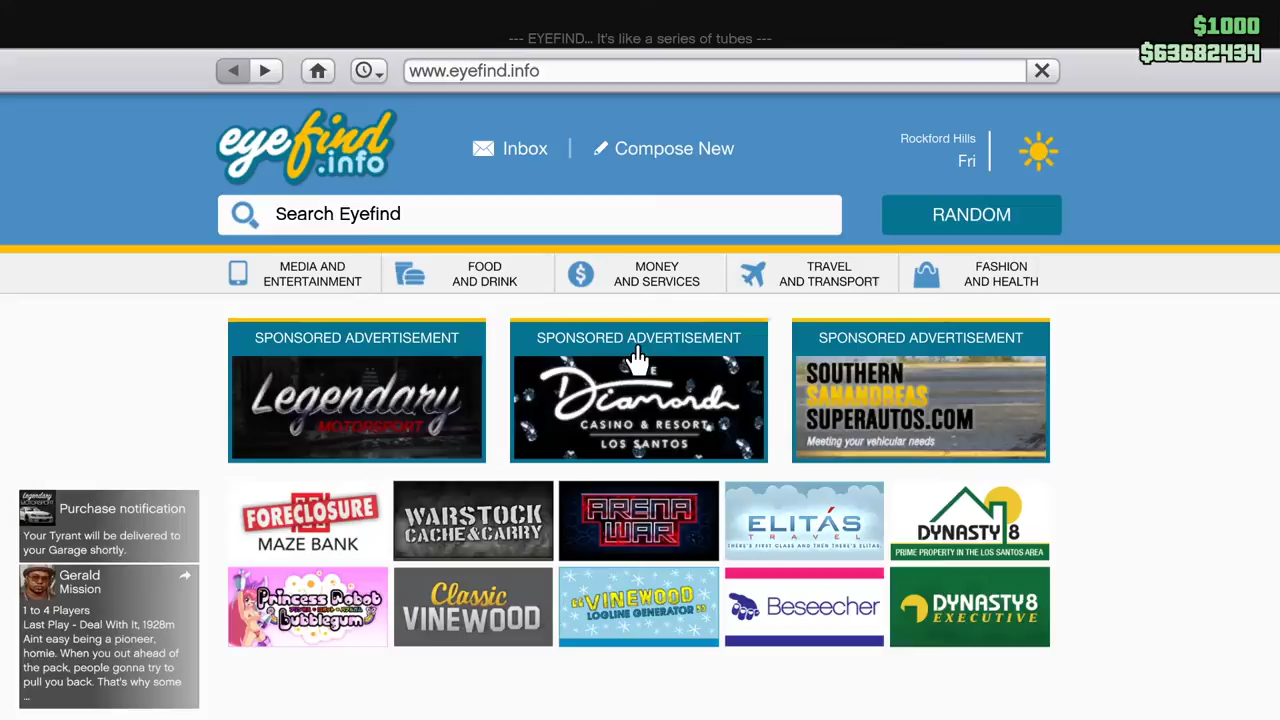 --- EYEFIND... It's like a series of tubes ---
$1000
$63682434
www.eyefind.info
eyefind
.info
Inbox
Compose New
Rockford Hills
Fri
Search Eyefind
RANDOM
MEDIA AND
ENTERTAINMENT
FOOD
AND DRINK
MONEY
AND SERVICES
TRAVEL
AND TRANSPORT
FASHION
AND HEALTH
SPONSORED ADVERTISEMENT
Legendary
MOTORSPORT
SPONSORED ADVERTISEMENT
Diamond
CASINO & RESORT
LOS SANTOS
SPONSORED ADVERTISEMENT
SOUTHERN
SANANDREAS
SUPERAUTOS.COM
Meeting your vehicular needs
FORECLOSURE
MAZE BANK
WARSTOCK
CACHE&CARRY
ARENA
WAR
ELITÁS
TRAVEL
THERE'S FIRST CLASS AND THEN THERE'S ELITAS
DYNASTY8
PRIME PROPERTY IN THE LOS SANTOS AREA
Princess Robot
Bubblegum
Classic
VINEWOOD
"VINEWOOD
LOGLINE GENERATOR"
Beseecher
DYNASTY8
EXECUTIVE
Legendary
MOTORSPORT
Purchase notification
Your Tyrant will be delivered to
your Garage shortly.
Gerald
Mission
1 to 4 Players
Last Play - Deal With It, 1928m
Aint easy being a pioneer,
homie. When you out ahead of
the pack, people gonna try to
pull you back. That's why some
...